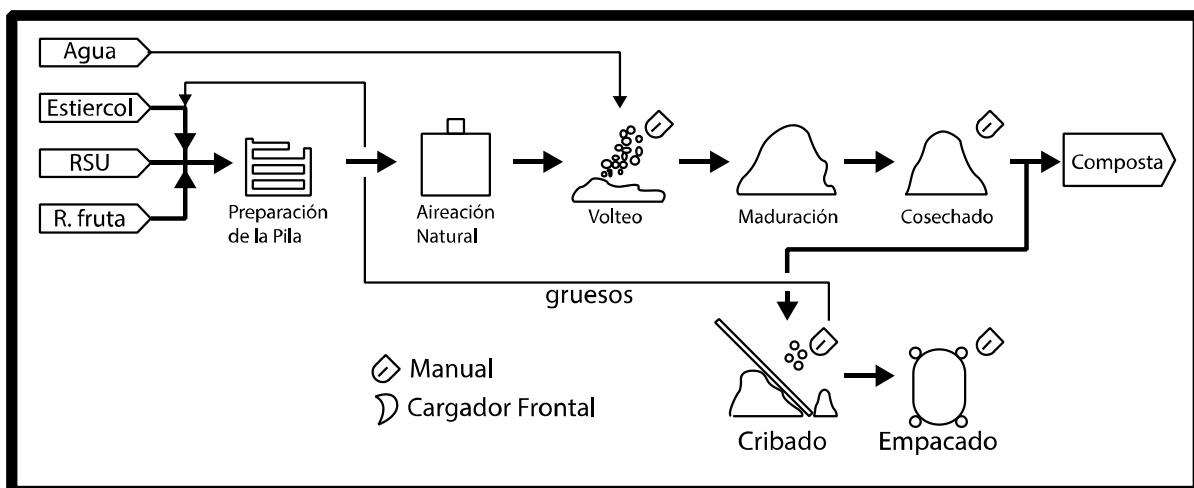 Agua
Estiercol
RSU
R. fruta
Preparación
de la Pila
Aireación
Natural
Volteo
Maduración
Cosechado
Composta
gruesos
Manual
Cargador Frontal
Cribado
Empacado